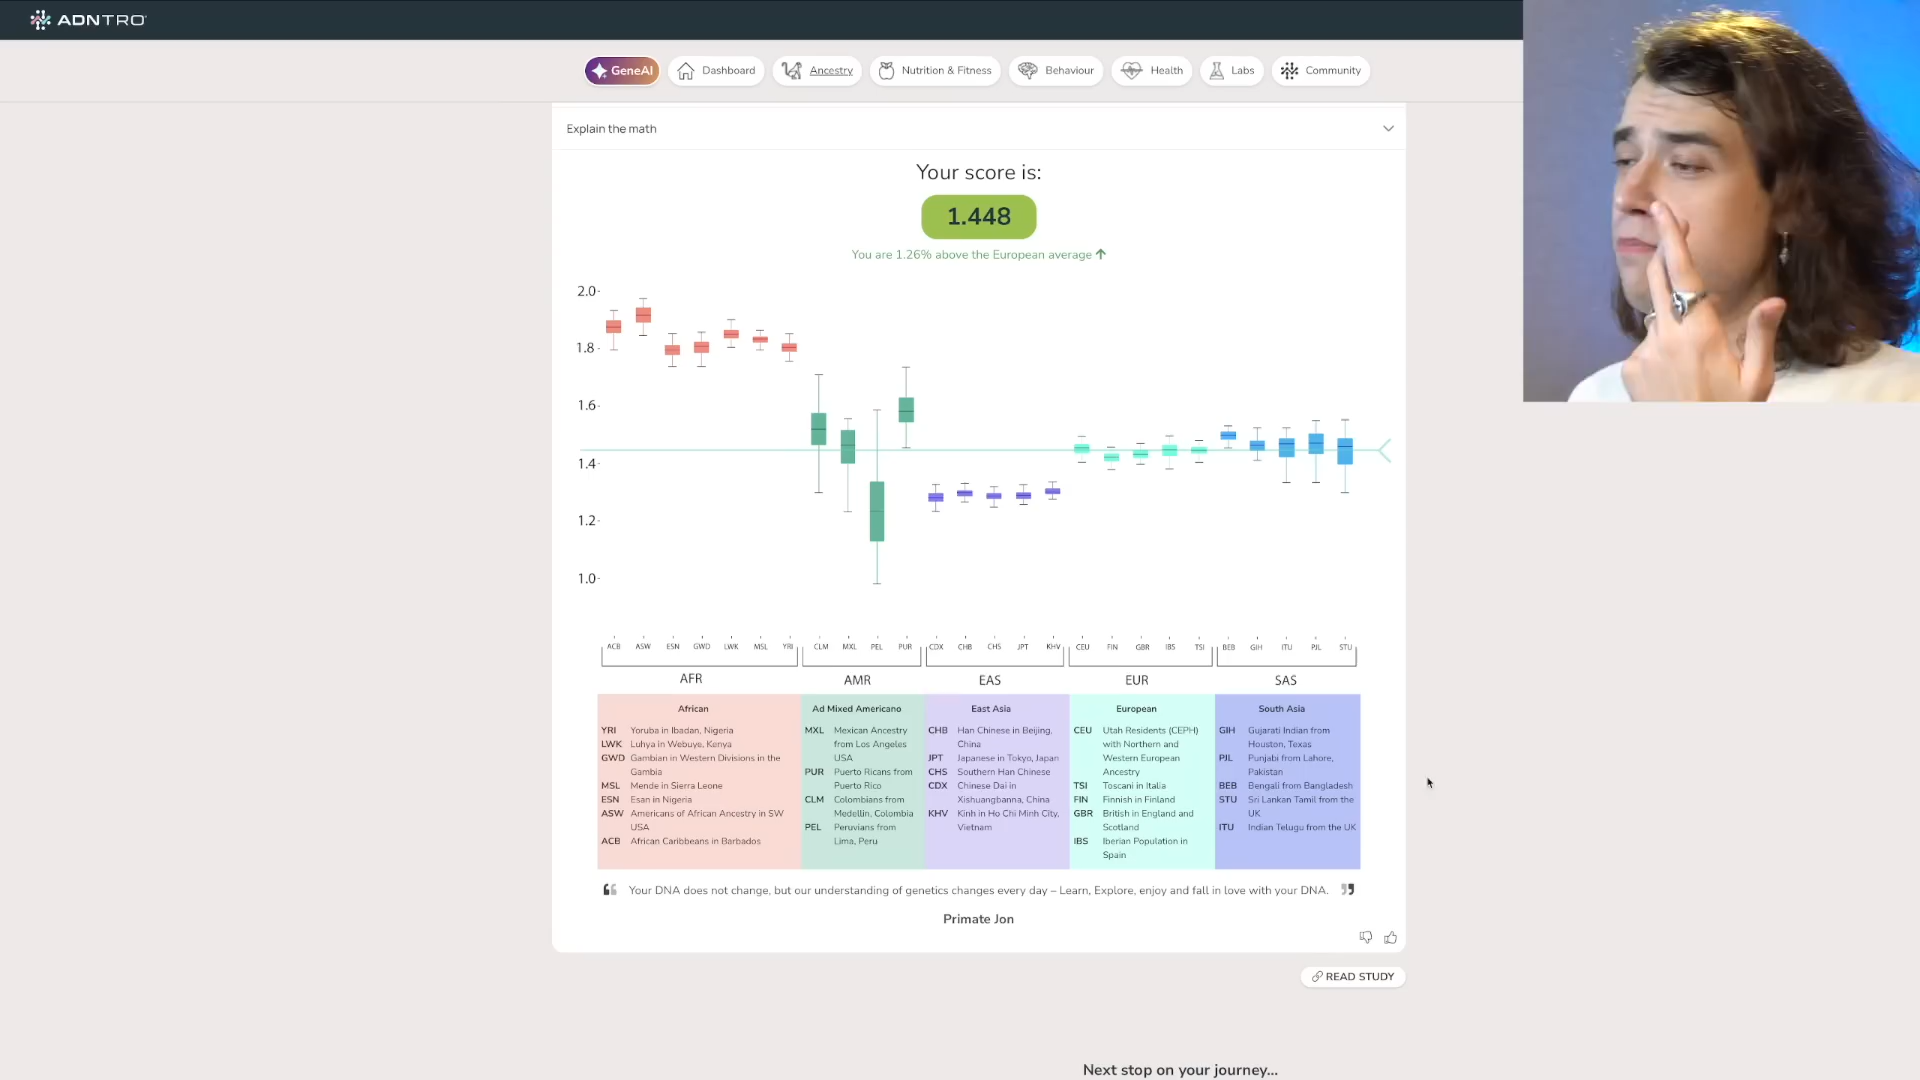 ADNTRO
GeneAI
Dashboard
Ancestry
Nutrition & Fitness
Behaviour
Health
Labs
Community
Explain the math
Your score is:
1.448
You are 1.26% above the European average
2.0
1.8
1.6
1.4
1.2
1.0
ACB ASW ESN GWD LWK MSL YRI CLM MXL PEL PUR CDX CHB CHS JPT KHV CEU FIN GBR IBS TSI BEB GIH ITU PJL STU
AFR AMR EAS EUR SAS
African
YRI Yoruba in Ibadan, Nigeria
LWK Luhya in Webuye, Kenya
GWD Gambian in Western Divisions in the
Gambia
MSL Mende in Sierra Leone
ESN Esan in Nigeria
ASW Americans of African Ancestry in SW
USA
ACB African Caribbeans in Barbados
Ad Mixed Americano
MXL Mexican Ancestry
from Los Angeles
USA
PUR Puerto Ricans from
Puerto Rico
CLM Colombians from
Medellin, Colombia
PEL Peruvians from
Lima, Peru
East Asia
CHB Han Chinese in Beijing,
China
JPT Japanese in Tokyo, Japan
CHS Southern Han Chinese
CDX Chinese Dai in
Xishuangbanna, China
KHV Kinh in Ho Chi Minh City,
Vietnam
European
CEU Utah Residents (CEPH)
with Northern and
Western European
Ancestry
TSI Toscani in Italia
FIN Finnish in Finland
GBR British in England and
Scotland
IBS Iberian Population in
Spain
South Asia
GIH Gujarati Indian from
Houston, Texas
PJL Punjabi from Lahore,
Pakistan
BEB Bengali from Bangladesh
STU Sri Lankan Tamil from the
UK
ITU Indian Telugu from the UK
“ Your DNA does not change, but our understanding of genetics changes every day – Learn, Explore, enjoy and fall in love with your DNA. ”
Primate Jon
READ STUDY
Next stop on your journey...